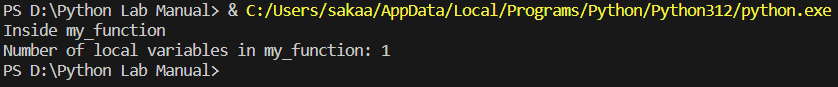 PS D:\Python Lab Manual> & C:/Users/sakaa/AppData/Local/Programs/Python/Python312/python.exe
Inside my_function
Number of local variables in my_function: 1
PS D:\Python Lab Manual>